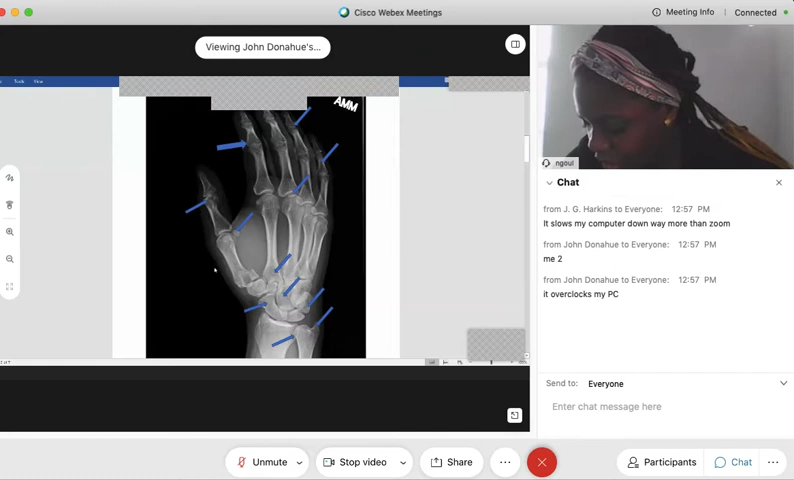 Cisco Webex Meetings
Meeting Info
Connected
Viewing John Donahue's...
Tools View
AMM
ngoul
Chat
from J. G. Harkins to Everyone: 12:57 PM
It slows my computer down way more than zoom
from John Donahue to Everyone: 12:57 PM
me 2
from John Donahue to Everyone: 12:57 PM
it overclocks my PC
Send to: Everyone
Enter chat message here
Unmute
Stop video
Share
Participants
Chat